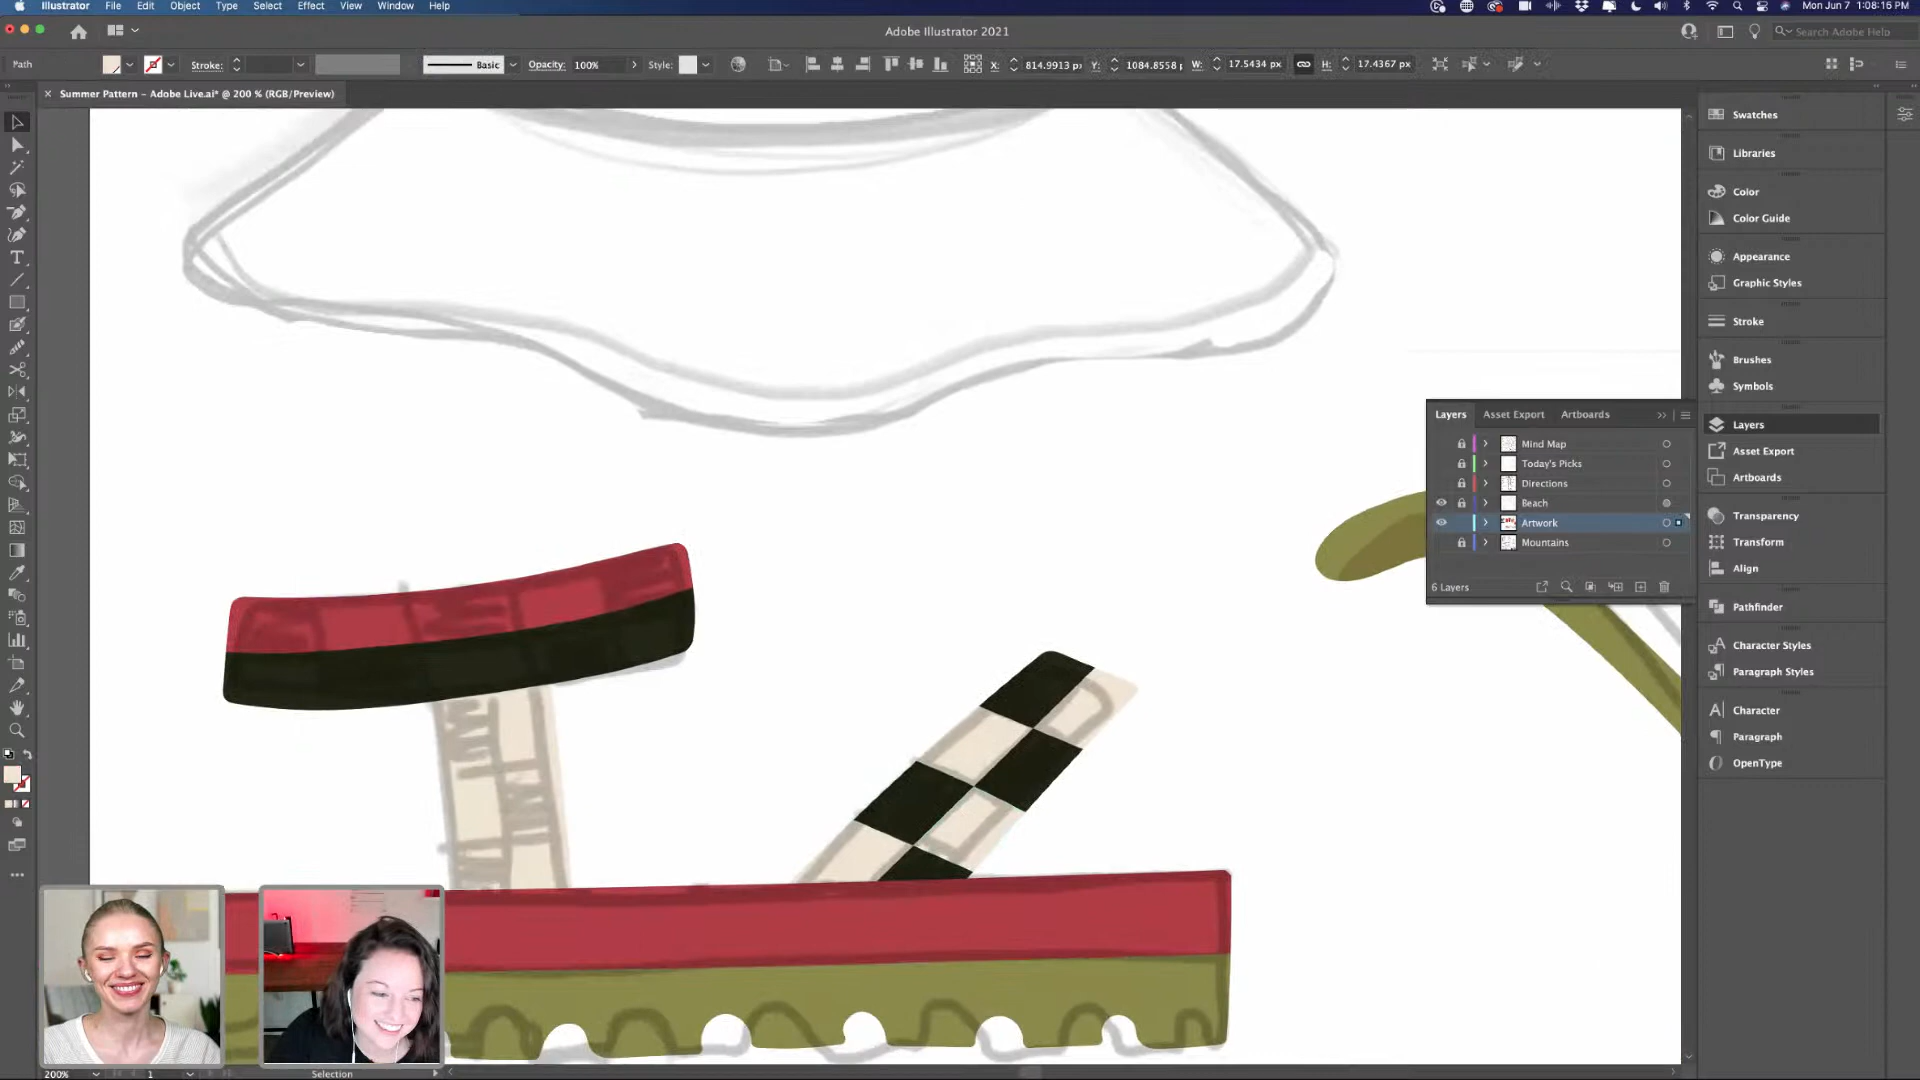 Illustrator File Edit Object Type Select Effect View Window Help
Mon Jun 7 1:08:16 PM
Adobe Illustrator 2021
Search Adobe Help
Path
Stroke:
Basic
Opacity: 100%
Style:
X: 814.9913 px
Y: 1084.8558 p
W: 17.5434 px
H: 17.4367 px
× Summer Pattern – Adobe Live.ai* @ 200 % (RGB/Preview)
Swatches
Libraries
Color
Color Guide
Appearance
Graphic Styles
Stroke
Brushes
Symbols
Layers
Asset Export
Artboards
Transparency
Transform
Align
Pathfinder
Character Styles
Paragraph Styles
Character
Paragraph
OpenType
Layers Asset Export Artboards
Mind Map
Today's Picks
Directions
Beach
Artwork
Mountains
6 Layers
200%
1
Selection